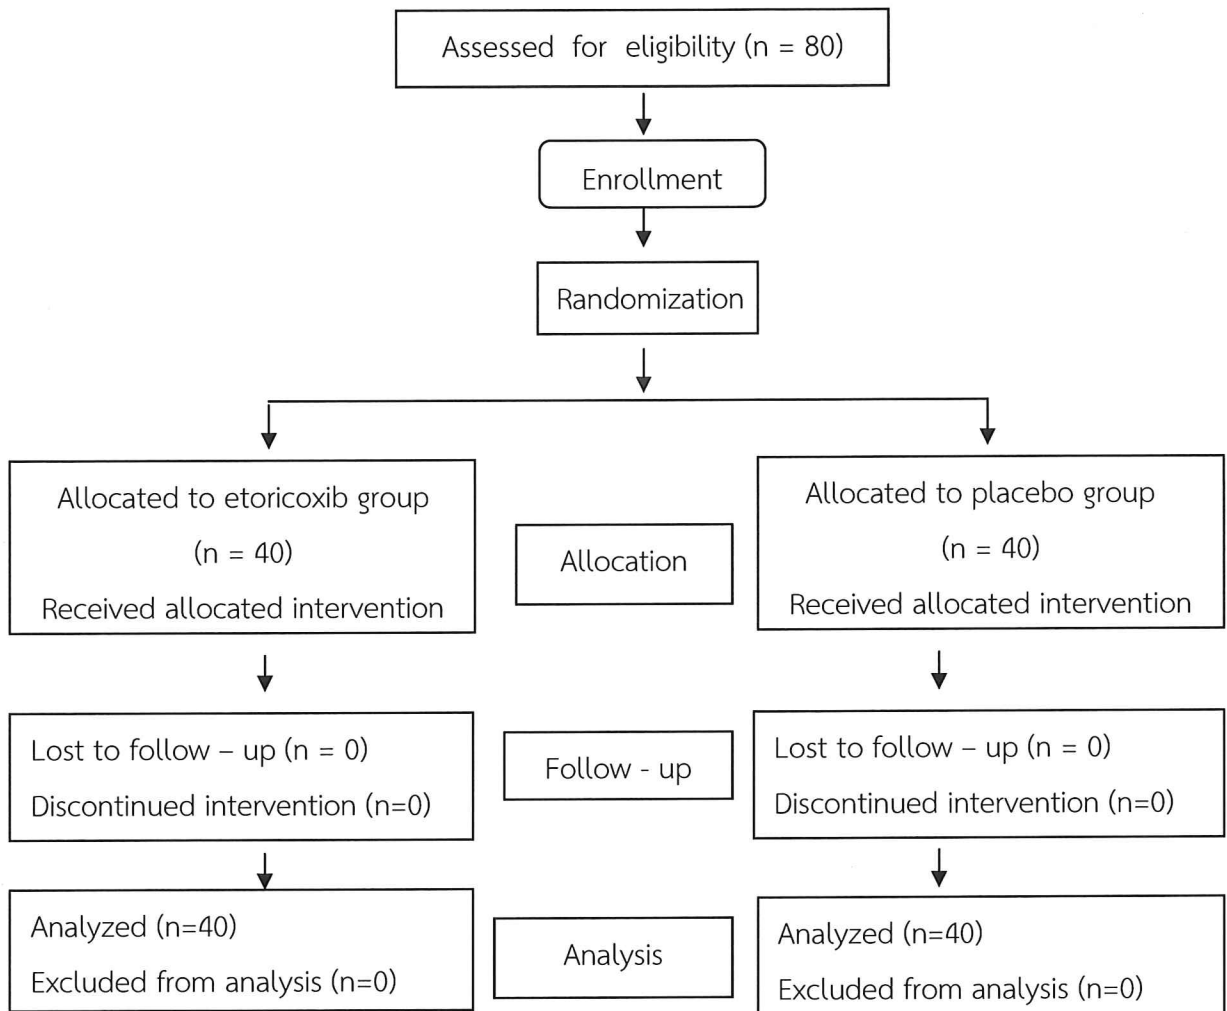 Assessed for eligibility (n = 80)
Enrollment
Randomization
Allocated to etoricoxib group
(n = 40)
Received allocated intervention
Allocation
Allocated to placebo group
(n = 40)
Received allocated intervention
Lost to follow – up (n = 0)
Discontinued intervention (n=0)
Follow - up
Lost to follow – up (n = 0)
Discontinued intervention (n=0)
Analyzed (n=40)
Excluded from analysis (n=0)
Analysis
Analyzed (n=40)
Excluded from analysis (n=0)